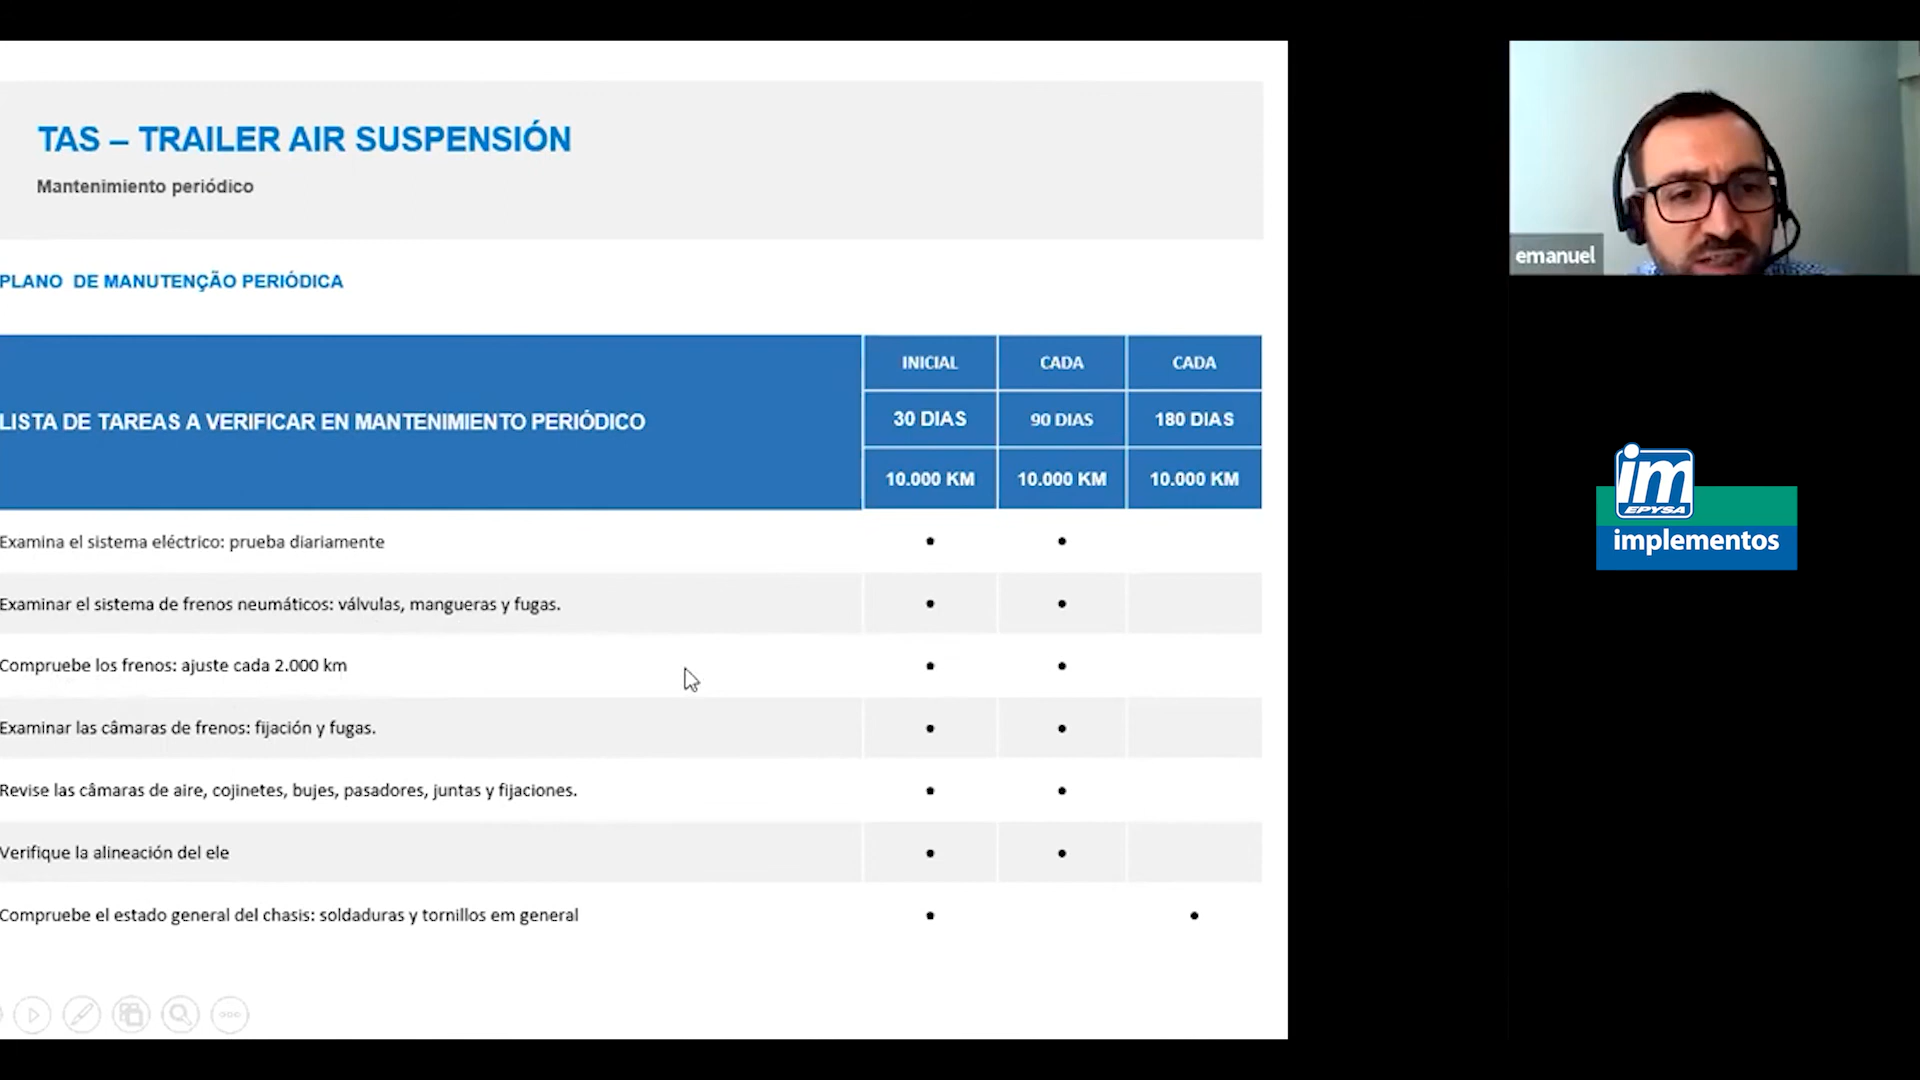 TAS – TRAILER AIR SUSPENSIÓN
Mantenimiento periódico
PLANO DE MANUTENÇÃO PERIÓDICA
LISTA DE TAREAS A VERIFICAR EN MANTENIMIENTO PERIÓDICO
INICIAL CADA CADA
30 DIAS 90 DIAS 180 DIAS
10.000 KM 10.000 KM 10.000 KM
Examina el sistema eléctrico: prueba diariamente
Examinar el sistema de frenos neumáticos: válvulas, mangueras y fugas.
Compruebe los frenos: ajuste cada 2.000 km
Examinar las câmaras de frenos: fijación y fugas.
Revise las câmaras de aire, cojinetes, bujes, pasadores, juntas y fijaciones.
Verifique la alineación del ele
Compruebe el estado general del chasis: soldaduras y tornillos em general
emanuel
im
EPYSA
implementos